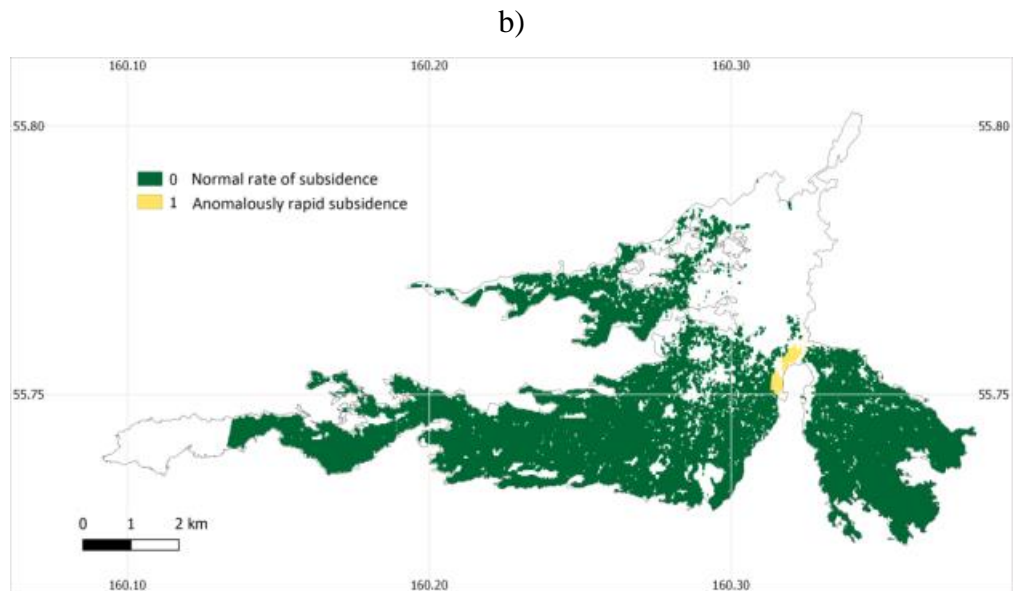 b)
160.10 160.20 160.30
55.80 55.80
0 Normal rate of subsidence
1 Anomalously rapid subsidence
55.75 55.75
0 1 2 km
160.10 160.20 160.30